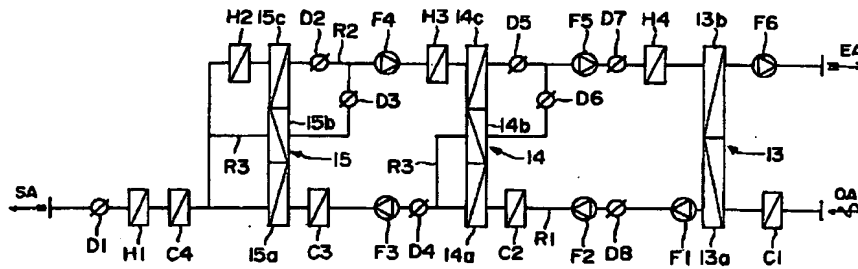 H2 15c D2 R2 F4 H3 14c D5 F5 D7 H4 13b F6
EA
D3 D6
15b 14b
R3 15 R3 14 13
SA OA
D1 H1 C4 15a C3 F3 D4 14a C2 R1 F2 D8 F1 13a C1